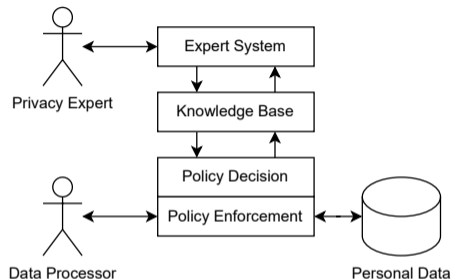 Expert System
Privacy Expert
Knowledge Base
Policy Decision
Policy Enforcement
Data Processor
Personal Data